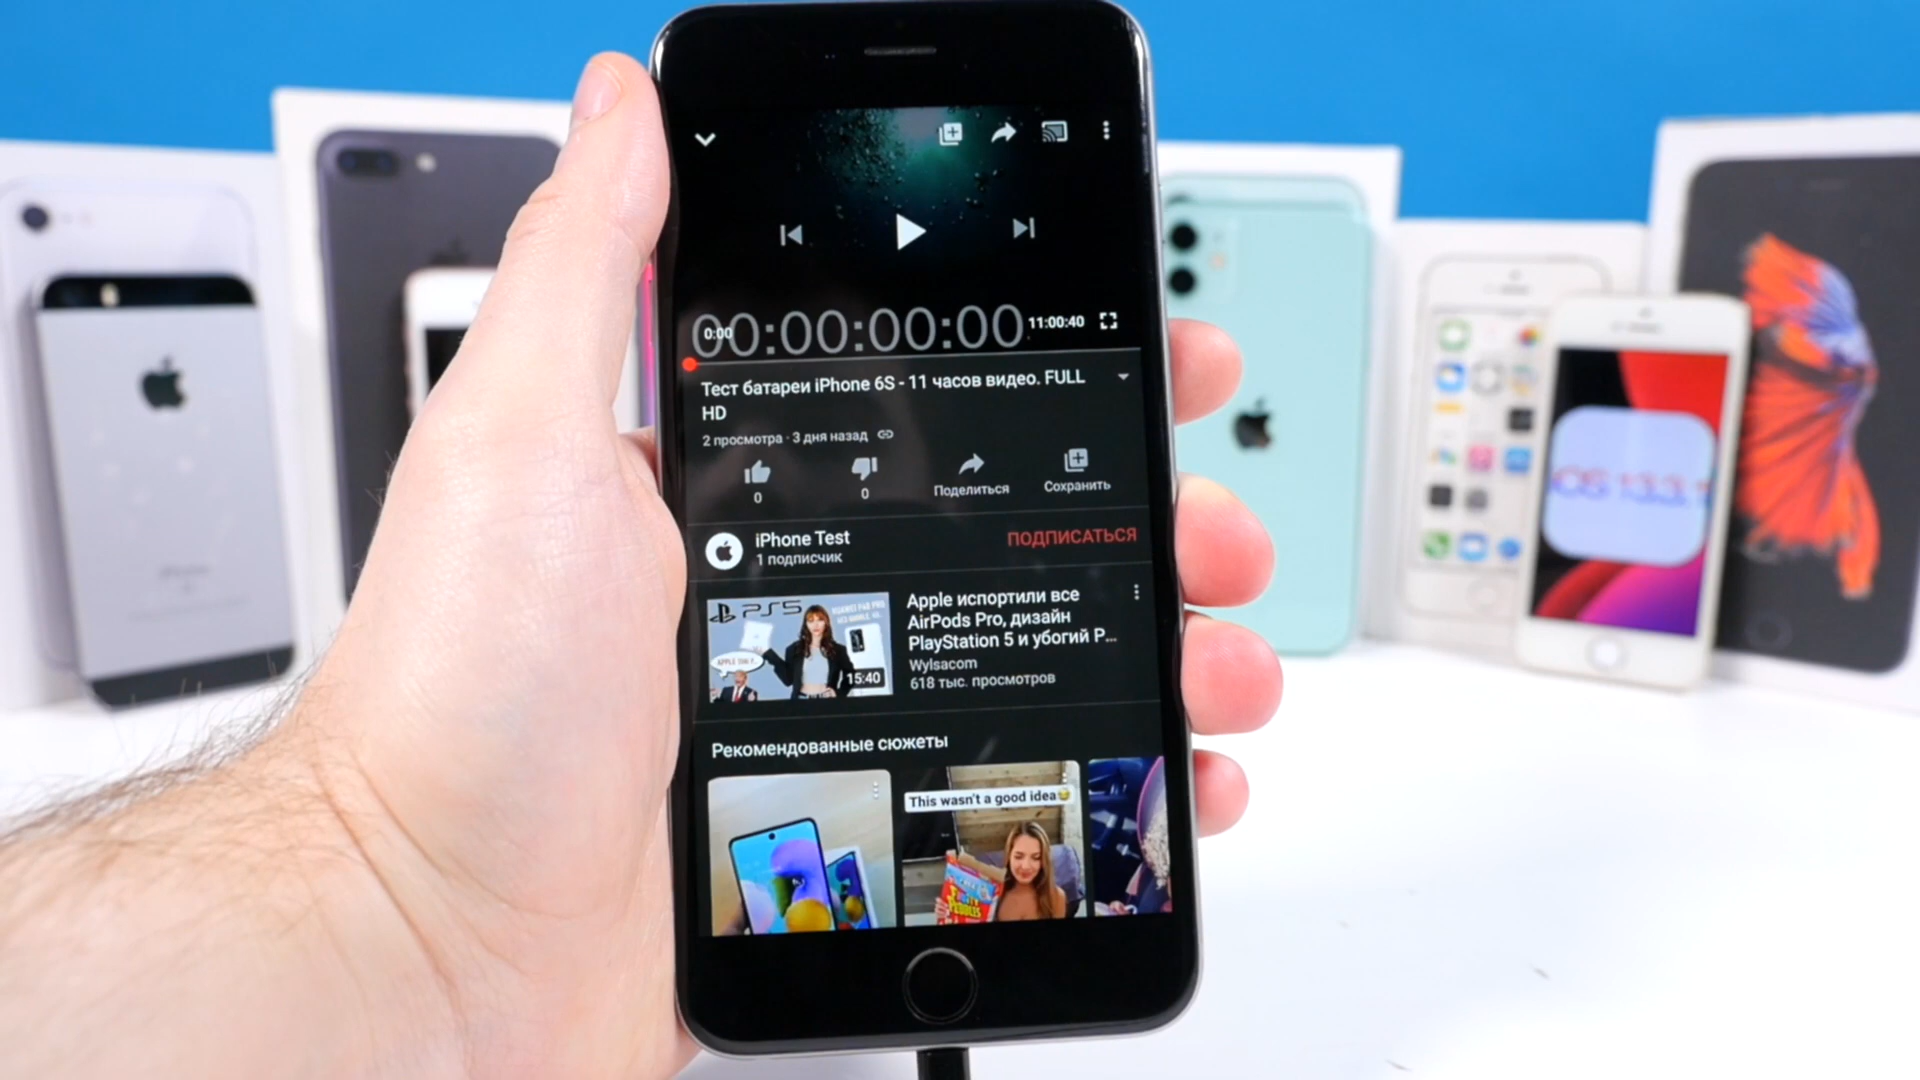 00:00:00:00
0:00
11:00:40
Тест батареи iPhone 6S - 11 часов видео. FULL
HD
2 просмотра · 3 дня назад
0
0
Поделиться
Сохранить
iPhone Test
1 подписчик
ПОДПИСАТЬСЯ
PS5
15:40
Apple испортили все
AirPods Pro, дизайн
PlayStation 5 и убогий P...
Wylsacom
618 тыс. просмотров
Рекомендованные сюжеты
This wasn't a good idea😂